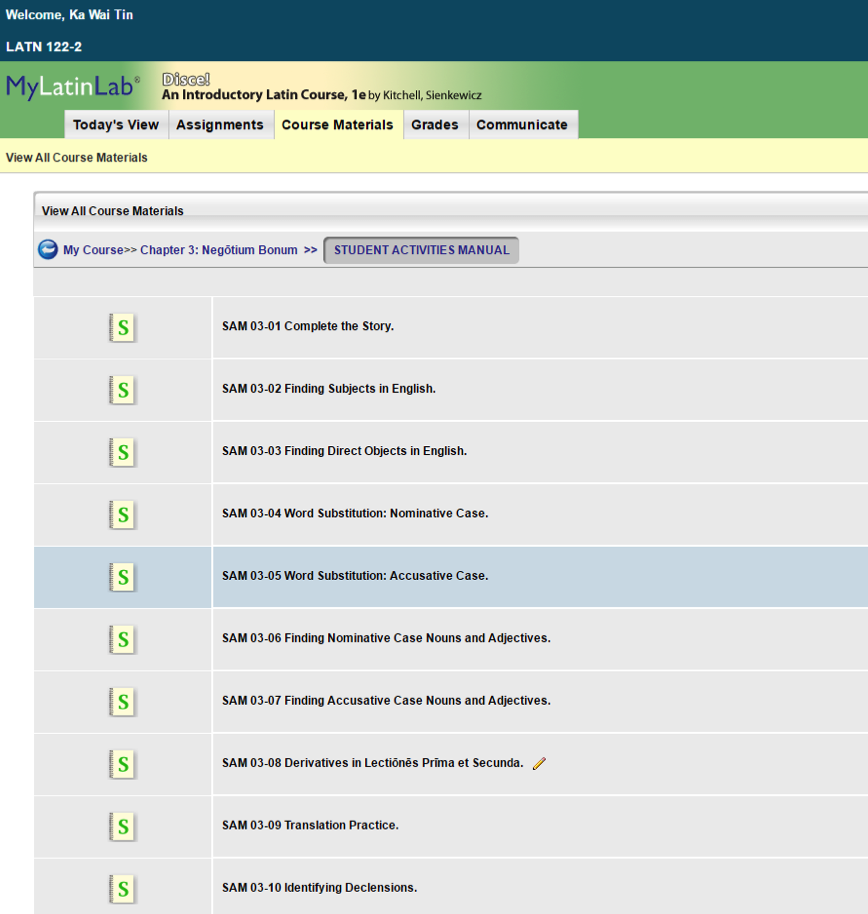 Welcome, Ka Wai Tin
LATN 122-2
MyLatinLab®
Disce!
An Introductory Latin Course, 1e by Kitchell, Sienkewicz
Today's View Assignments Course Materials Grades Communicate
View All Course Materials
View All Course Materials
My Course>> Chapter 3: Negōtium Bonum >> STUDENT ACTIVITIES MANUAL
S SAM 03-01 Complete the Story.
S SAM 03-02 Finding Subjects in English.
S SAM 03-03 Finding Direct Objects in English.
S SAM 03-04 Word Substitution: Nominative Case.
S SAM 03-05 Word Substitution: Accusative Case.
S SAM 03-06 Finding Nominative Case Nouns and Adjectives.
S SAM 03-07 Finding Accusative Case Nouns and Adjectives.
S SAM 03-08 Derivatives in Lectiōnēs Prīma et Secunda.
S SAM 03-09 Translation Practice.
S SAM 03-10 Identifying Declensions.